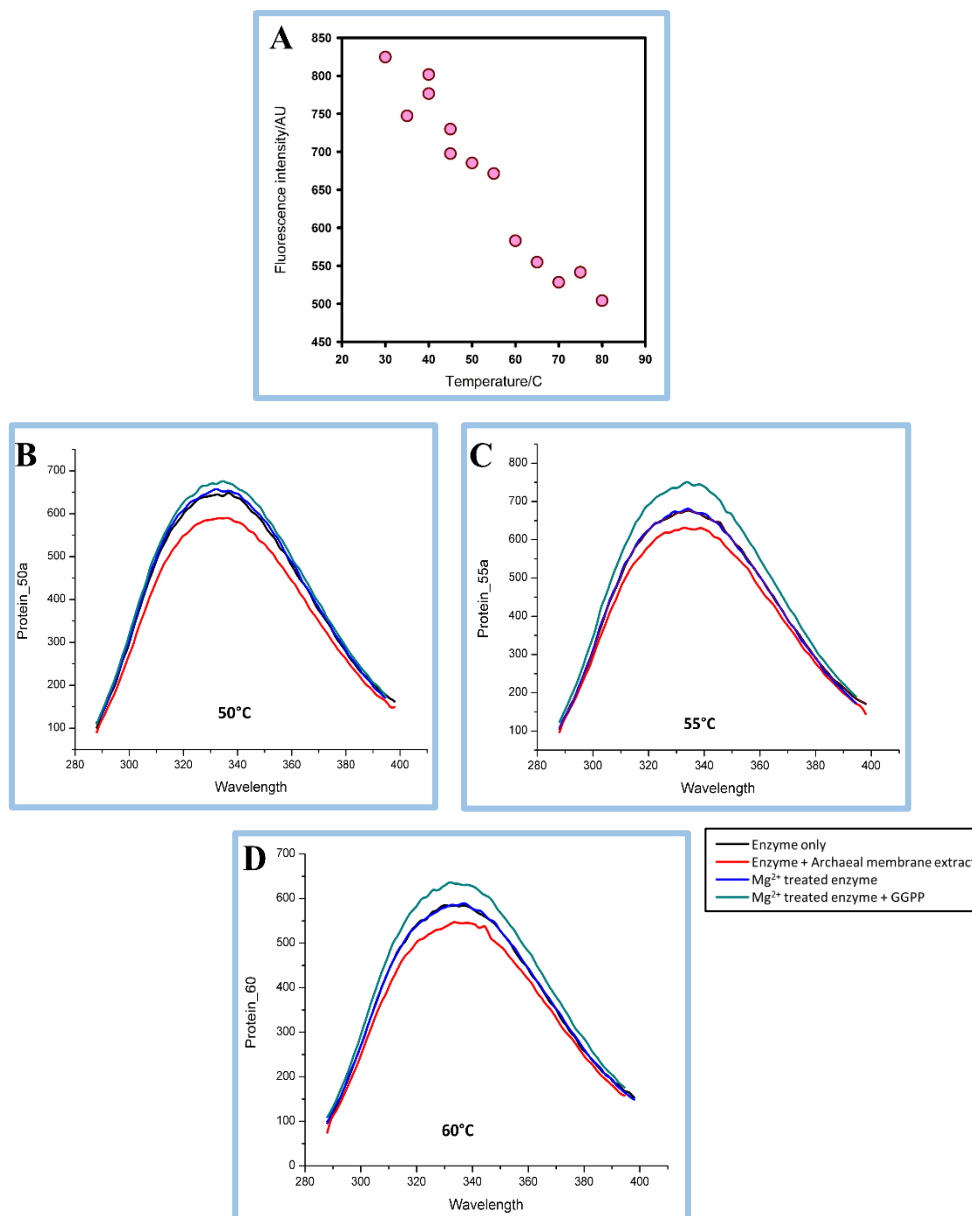 A
850
800
750
700
650
600
550
500
450
Fluorescence intensity/AU
20 30 40 50 60 70 80 90
Temperature/C
B
700
600
500
400
300
200
100
Protein_50a
50°C
280 300 320 340 360 380 400
Wavelength
C
800
700
600
500
400
300
200
100
Protein_55a
55°C
280 300 320 340 360 380 400
Wavelength
D
700
600
500
400
300
200
100
0
Protein_60
60°C
280 300 320 340 360 380 400
Wavelength
Enzyme only
Enzyme + Archaeal membrane extract
Mg²⁺ treated enzyme
Mg²⁺ treated enzyme + GGPP